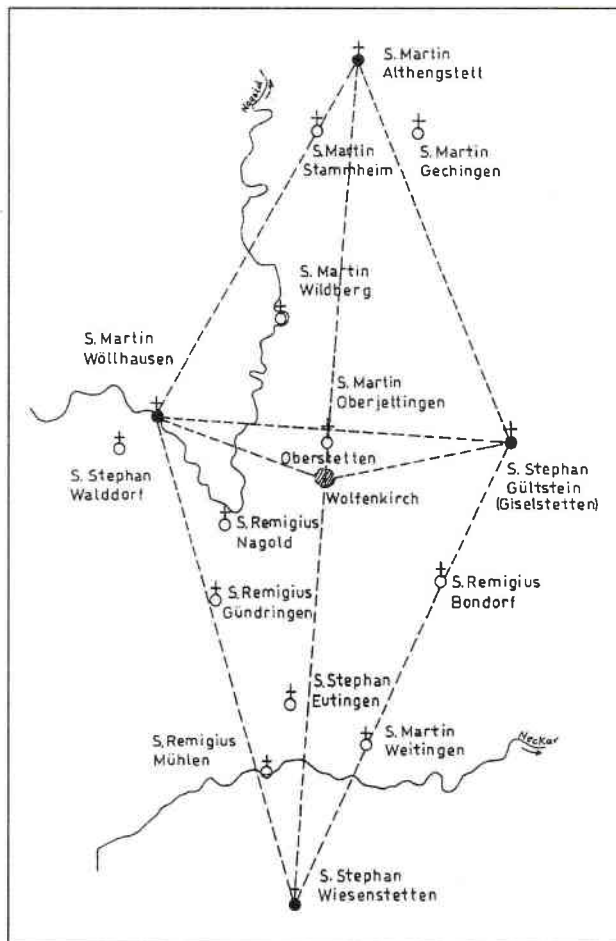 S. Martin
Althengstett
Nagold
S. Martin
Stammheim
S. Martin
Gechingen
S. Martin
Wildberg
S. Martin
Wöllhausen
S. Martin
Oberjettingen
Oberstetten
S. Stephan
Walddorf
Wolfenkirch
S. Stephan
Gültstein
(Giselstetten)
S. Remigius
Nagold
S. Remigius
Bondorf
S. Remigius
Gündringen
S. Stephan
Eutingen
S. Martin
Weitingen
S. Remigius
Mühlen
Neckar
S. Stephan
Wiesenstetten